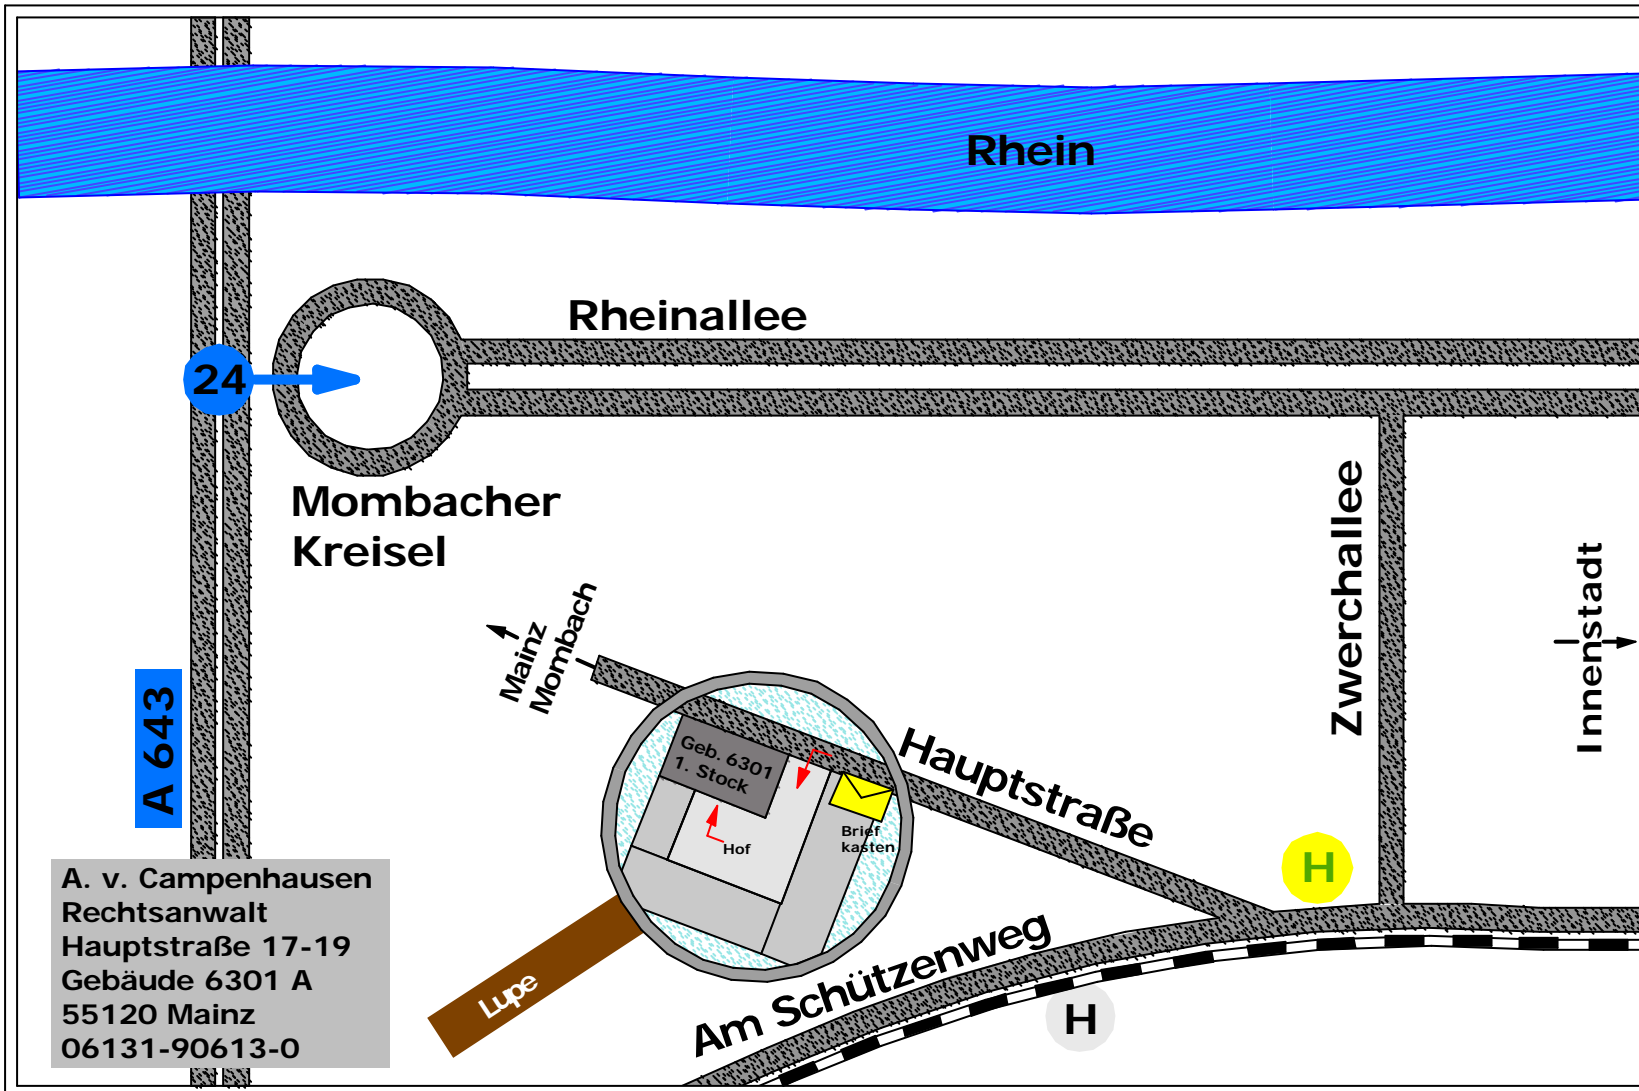 Rhein
Rheinallee
24
Mombacher
Kreisel
Zwerchallee
Innenstadt
Mainz
Mombach
A 643
Hauptstraße
Geb. 6301
1. Stock
Brief
kasten
Hof
H
A. v. Campenhausen
Rechtsanwalt
Hauptstraße 17-19
Gebäude 6301 A
55120 Mainz
06131-90613-0
Lupe
Am Schützenweg
H